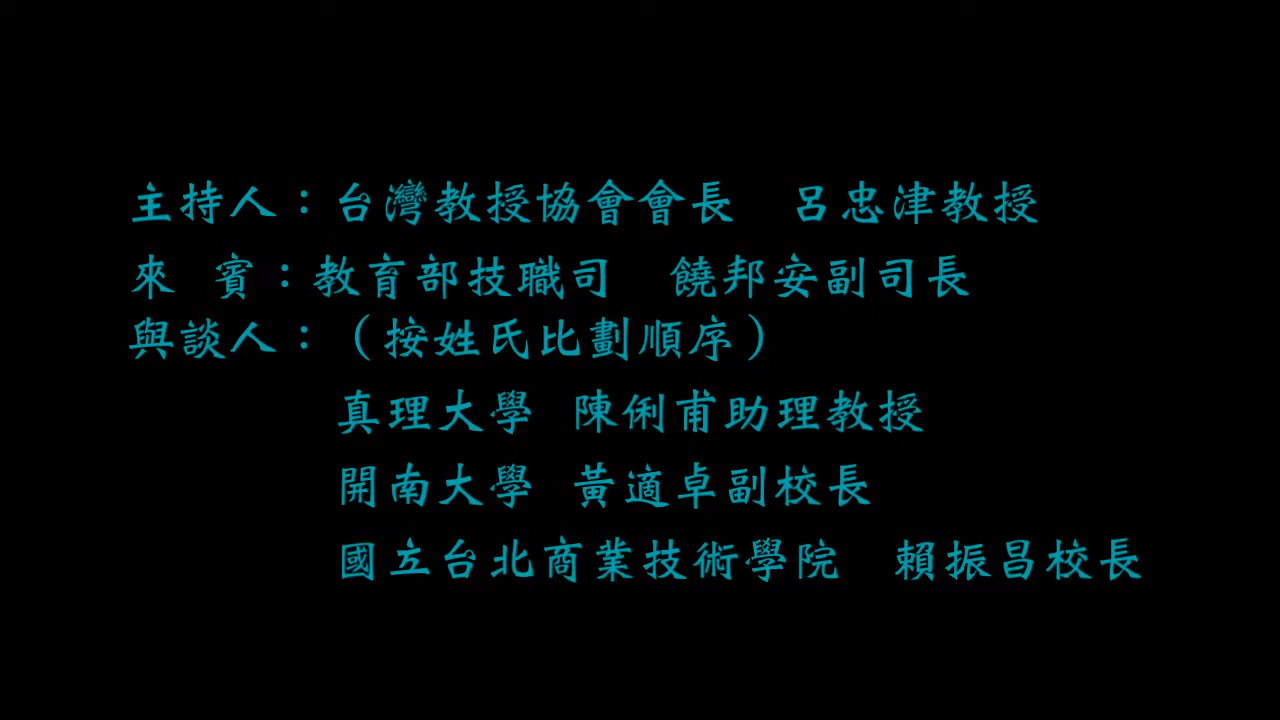 主持人：台灣教授協會會長　呂忠津教授
來　賓：教育部技職司　饒邦安副司長
與談人：（按姓氏比劃順序）
真理大學　陳俐甫助理教授
開南大學　黃適卓副校長
國立台北商業技術學院　賴振昌校長